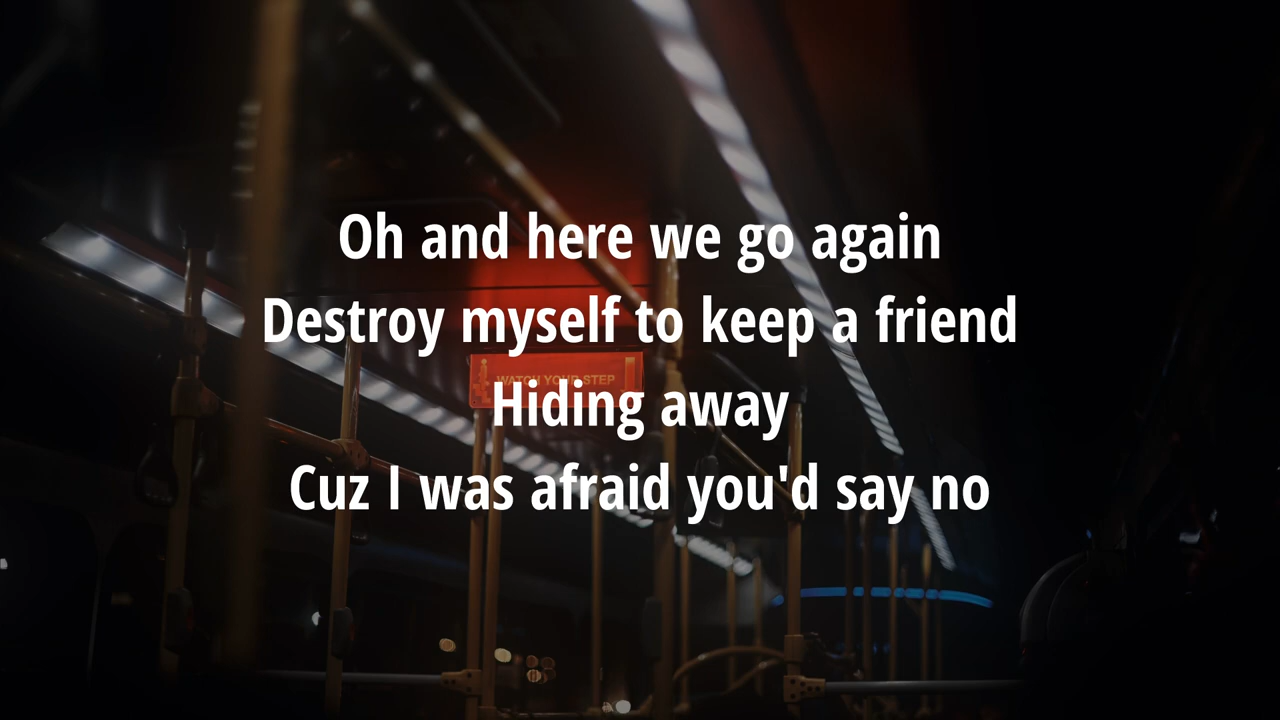 Oh and here we go again
Destroy myself to keep a friend
WATCH YOUR STEP
Hiding away
Cuz I was afraid you'd say no